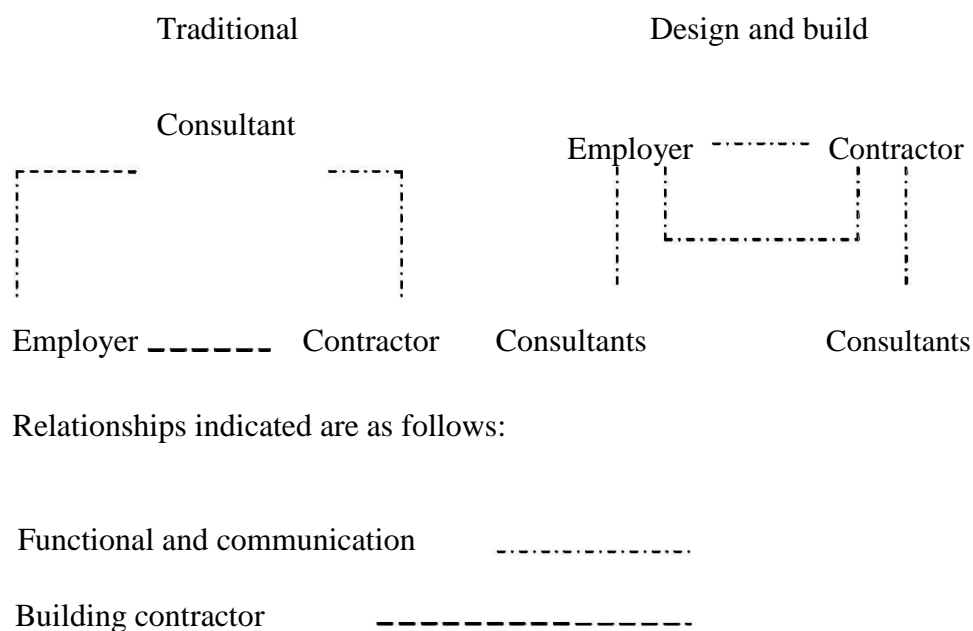 Traditional Design and build
Consultant
Employer Contractor
Employer Contractor Consultants Consultants
Relationships indicated are as follows:
Functional and communication
Building contractor